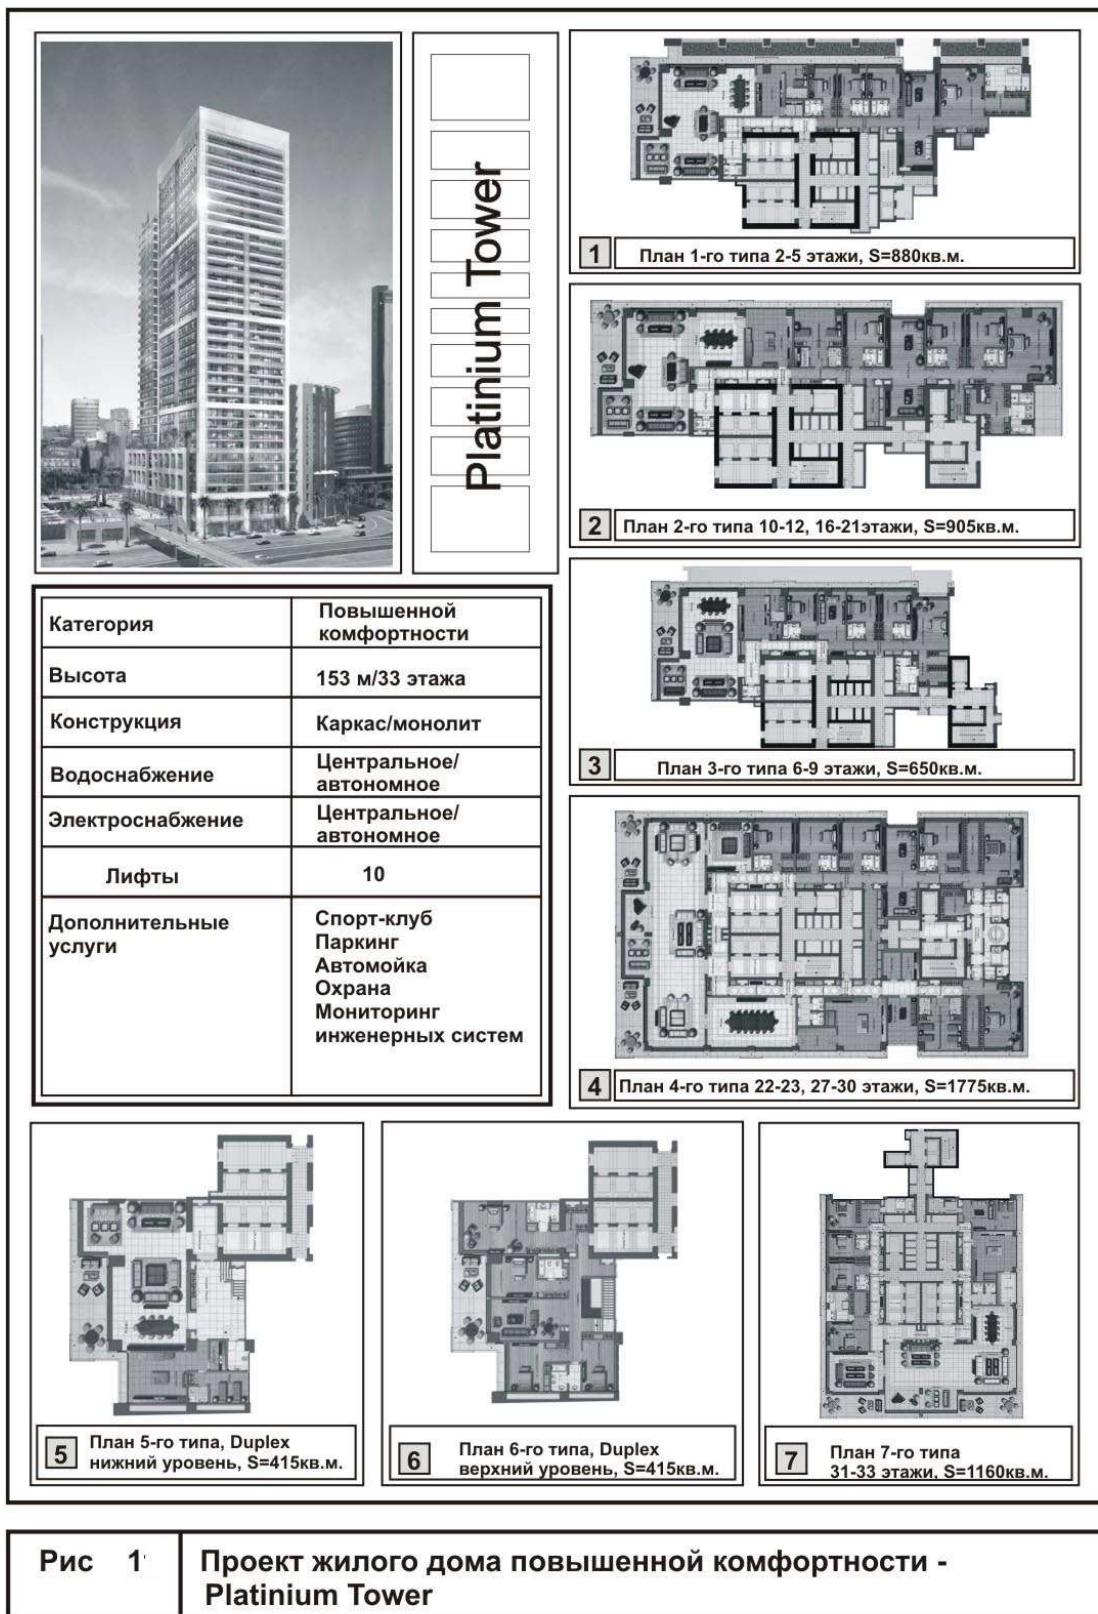 Platinium Tower
1
План 1-го типа 2-5 этажи, S=880кв.м.
2
План 2-го типа 10-12, 16-21этажи, S=905кв.м.
Категория
Повышенной
комфортности
Высота
153 м/33 этажа
Конструкция
Каркас/монолит
Водоснабжение
Центральное/
автономное
Электроснабжение
Центральное/
автономное
Лифты
10
Дополнительные
услуги
Спорт-клуб
Паркинг
Автомойка
Охрана
Мониторинг
инженерных систем
3
План 3-го типа 6-9 этажи, S=650кв.м.
4
План 4-го типа 22-23, 27-30 этажи, S=1775кв.м.
5
План 5-го типа, Duplex
нижний уровень, S=415кв.м.
6
План 6-го типа, Duplex
верхний уровень, S=415кв.м.
7
План 7-го типа
31-33 этажи, S=1160кв.м.
Рис 1
Проект жилого дома повышенной комфортности -
Platinium Tower